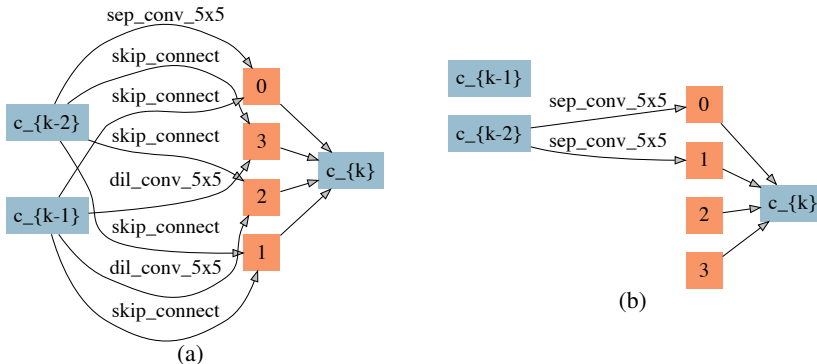 sep_conv_5x5
skip_connect
0
skip_connect
c_{k-2}
skip_connect
3
c_{k}
dil_conv_5x5
2
c_{k-1}
skip_connect
1
dil_conv_5x5
skip_connect
(a)
c_{k-1}
sep_conv_5x5
0
c_{k-2}
sep_conv_5x5
1
c_{k}
2
3
(b)